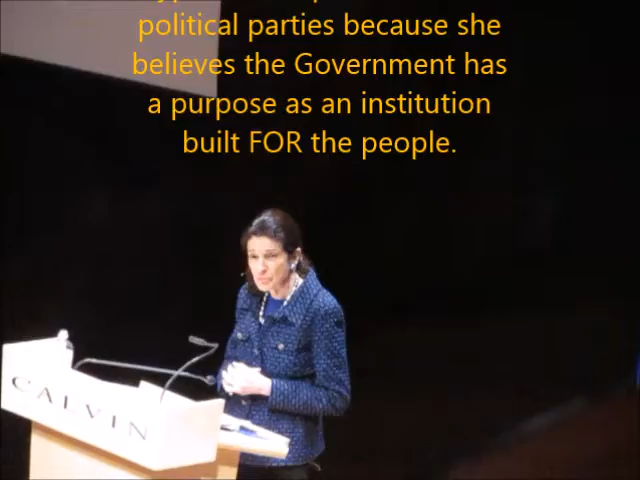 political parties because she
believes the Government has
a purpose as an institution
built FOR the people.
CALVIN